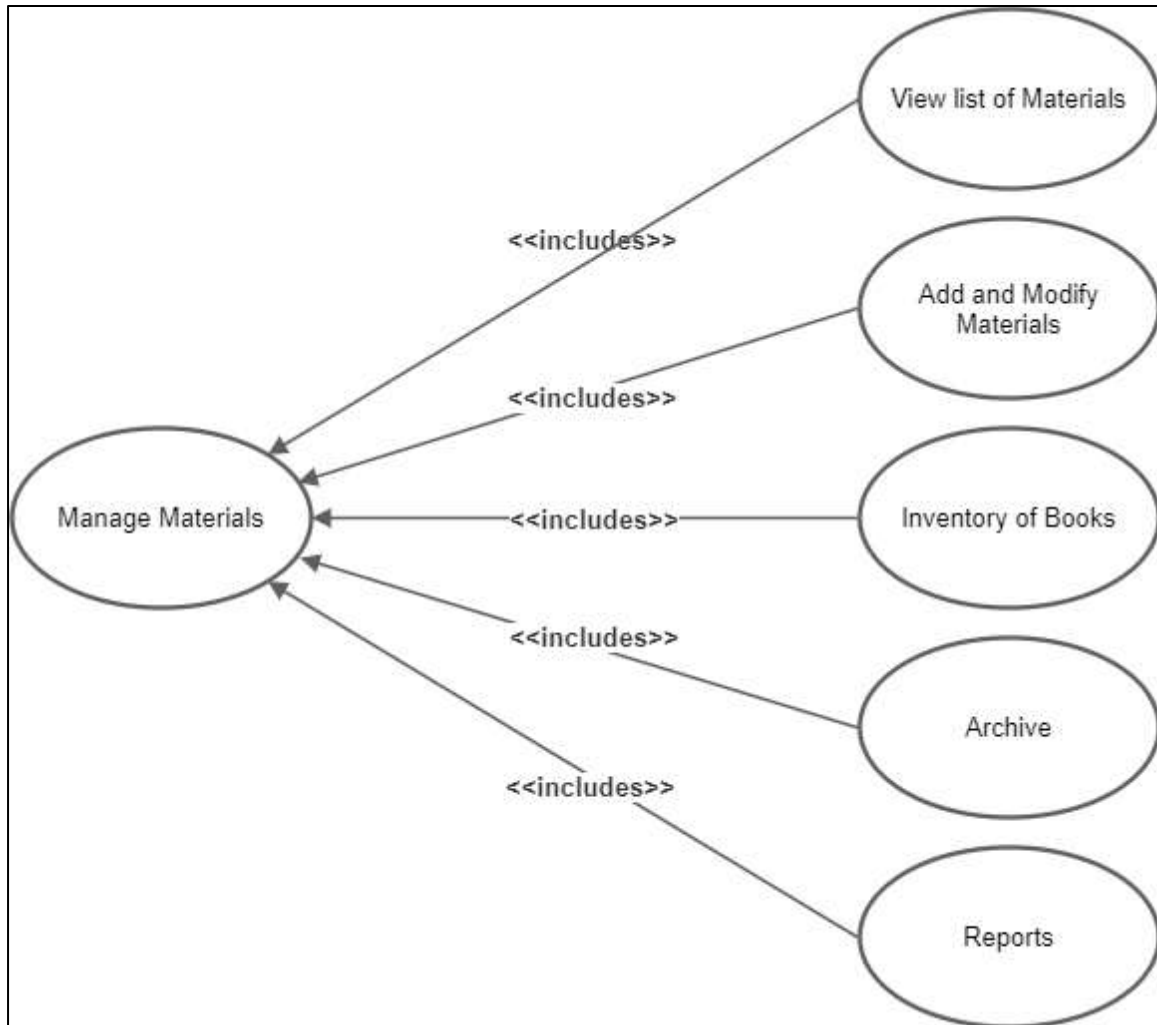 View list of Materials
<<includes>>
Add and Modify
Materials
<<includes>>
Manage Materials
<<includes>>
Inventory of Books
<<includes>>
Archive
<<includes>>
Reports